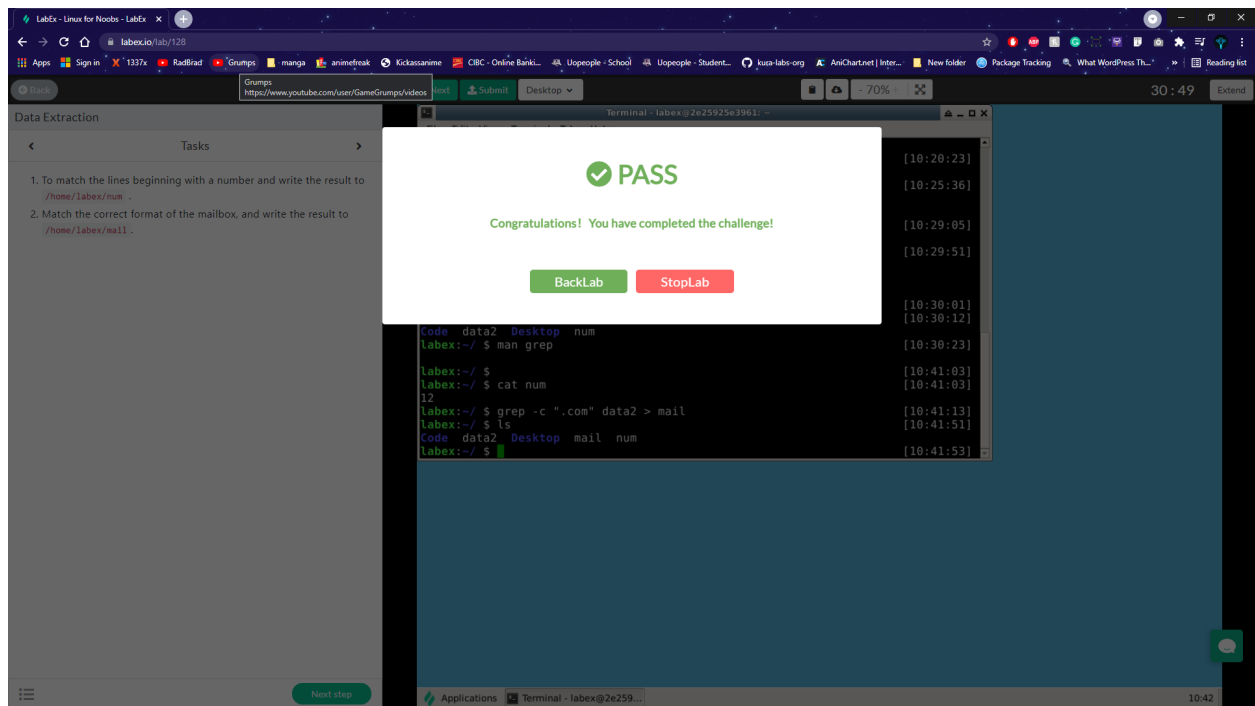 LabEx - Linux for Noobs - LabEx
labex.io/lab/128
Apps Sign in 1337x RadBrad Grumps manga animefreak Kickassanime CIBC - Online Banki... Uopeople - School Uopeople - Student... kura-labs-org AniChart.net | Inter... New folder Package Tracking What WordPress Th... » Reading list
Grumps
https://www.youtube.com/user/GameGrumps/videos
Back Next Submit Desktop - 70% + 30 : 49 Extend
Data Extraction
Tasks
1. To match the lines beginning with a number and write the result to
/home/labex/num .
2. Match the correct format of the mailbox, and write the result to
/home/labex/mail .
Next step
Terminal - labex@2e25925e3961: ~
PASS
Congratulations! You have completed the challenge!
BackLab StopLab
[10:20:23]
[10:25:36]
[10:29:05]
[10:29:51]
[10:30:01]
[10:30:12]
Code data2 Desktop num
labex:~/ $ man grep [10:30:23]
labex:~/ $ [10:41:03]
labex:~/ $ cat num [10:41:03]
12
labex:~/ $ grep -c ".com" data2 > mail [10:41:13]
labex:~/ $ ls [10:41:51]
Code data2 Desktop mail num
labex:~/ $ [10:41:53]
Applications Terminal - labex@2e259... 10:42